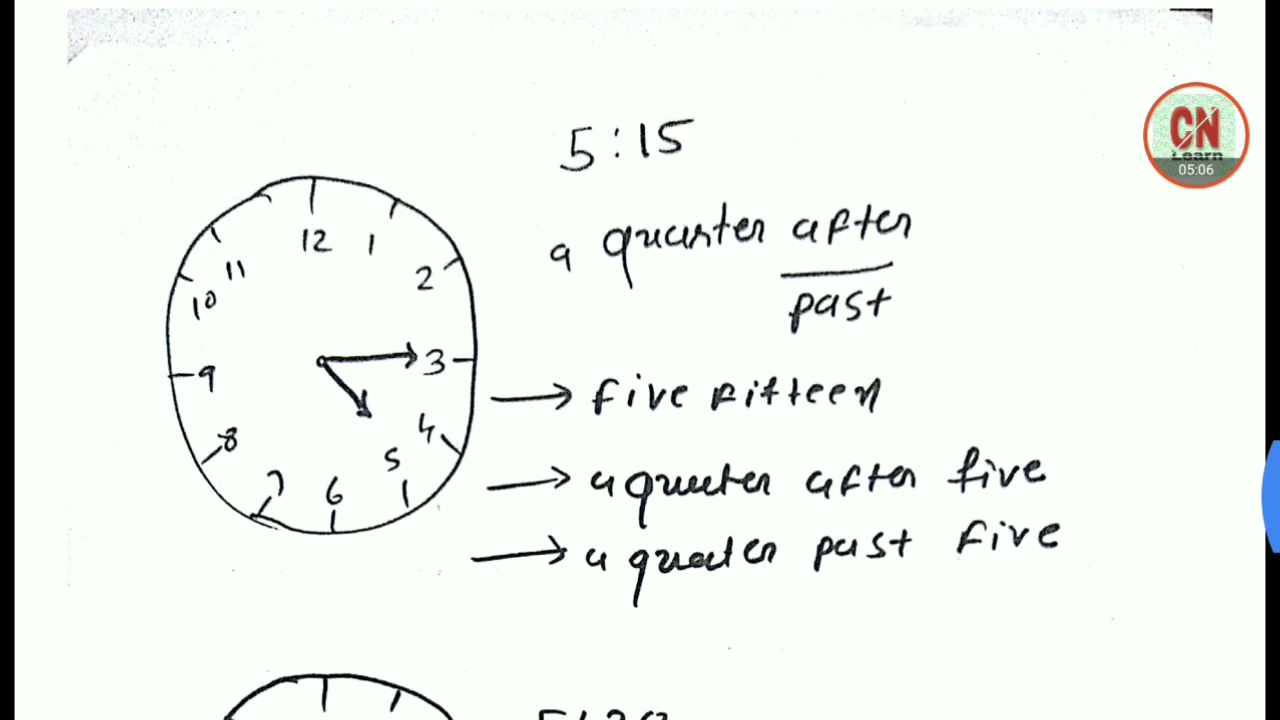 5:15
a quarter after
past
12
1
2
3
4
5
6
7
8
9
10
11
five fifteen
a quarter after five
a quater past five
CN
Learn
05:06